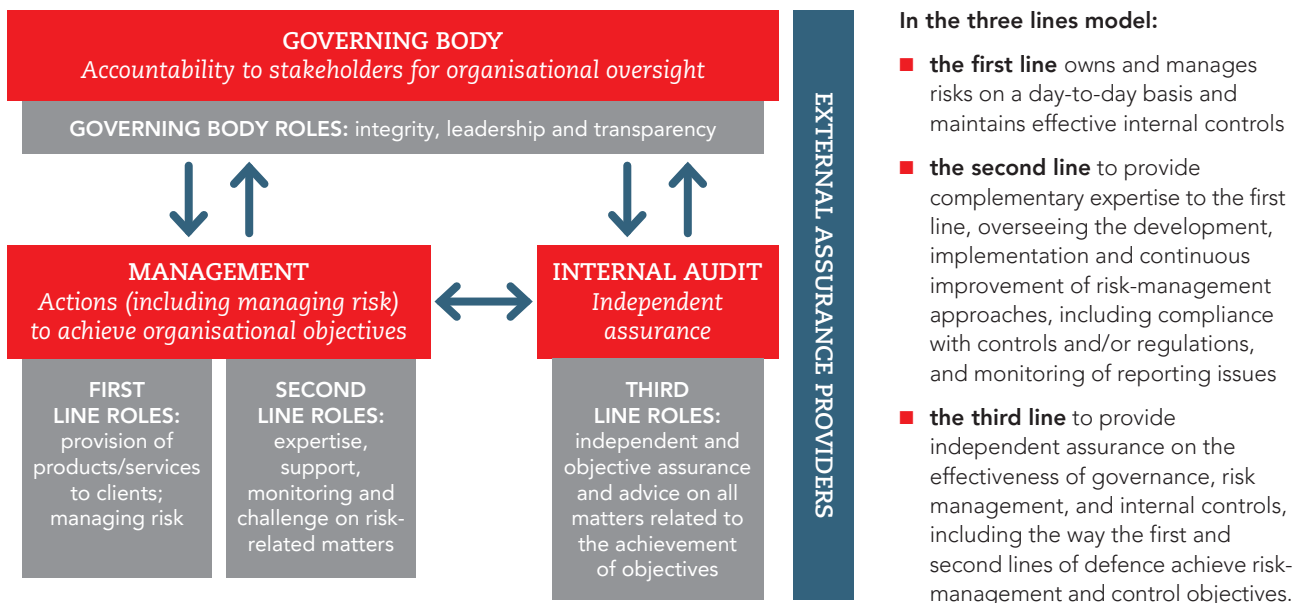 GOVERNING BODY
Accountability to stakeholders for organisational oversight
GOVERNING BODY ROLES: integrity, leadership and transparency
MANAGEMENT
Actions (including managing risk)
to achieve organisational objectives
INTERNAL AUDIT
Independent
assurance
FIRST
LINE ROLES:
provision of
products/services
to clients;
managing risk
SECOND
LINE ROLES:
expertise,
support,
monitoring and
challenge on risk-
related matters
THIRD
LINE ROLES:
independent and
objective assurance
and advice on all
matters related to
the achievement
of objectives
EXTERNAL ASSURANCE PROVIDERS
In the three lines model:
■ the first line owns and manages
risks on a day-to-day basis and
maintains effective internal controls
■ the second line to provide
complementary expertise to the first
line, overseeing the development,
implementation and continuous
improvement of risk-management
approaches, including compliance
with controls and/or regulations,
and monitoring of reporting issues
■ the third line to provide
independent assurance on the
effectiveness of governance, risk
management, and internal controls,
including the way the first and
second lines of defence achieve risk-
management and control objectives.